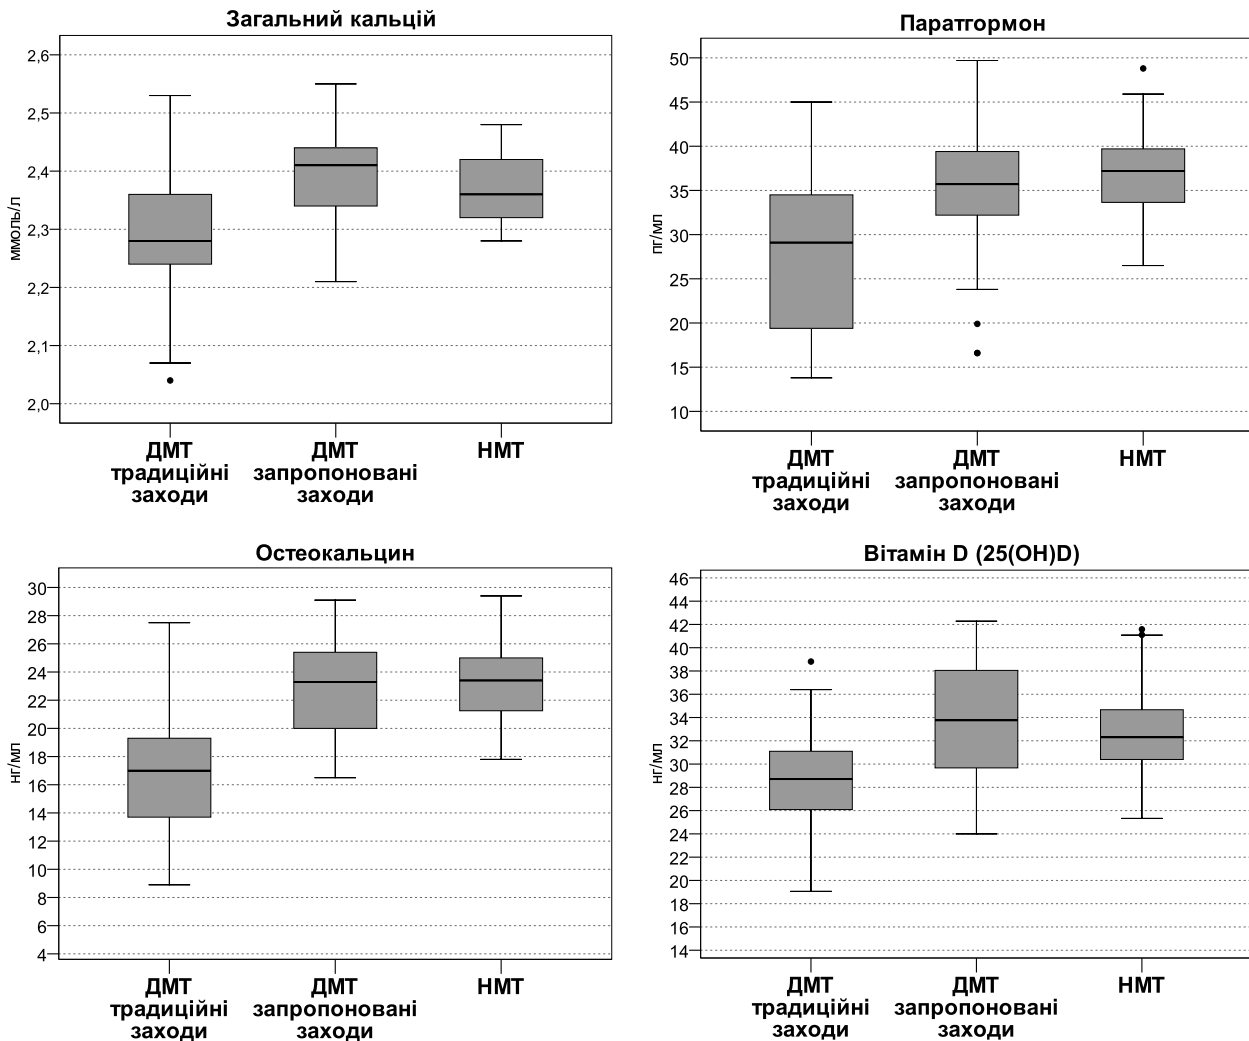 Загальний кальцій
ммоль/л
2,6
2,5
2,4
2,3
2,2
2,1
2,0
ДМТ
традиційні
заходи
ДМТ
запропоновані
заходи
НМТ
Паратгормон
пг/мл
50
45
40
35
30
25
20
15
10
ДМТ
традиційні
заходи
ДМТ
запропоновані
заходи
НМТ
Остеокальцин
нг/мл
30
28
26
24
22
20
18
16
14
12
10
8
6
4
ДМТ
традиційні
заходи
ДМТ
запропоновані
заходи
НМТ
Вітамін D (25(OH)D)
нг/мл
46
44
42
40
38
36
34
32
30
28
26
24
22
20
18
16
14
ДМТ
традиційні
заходи
ДМТ
запропоновані
заходи
НМТ